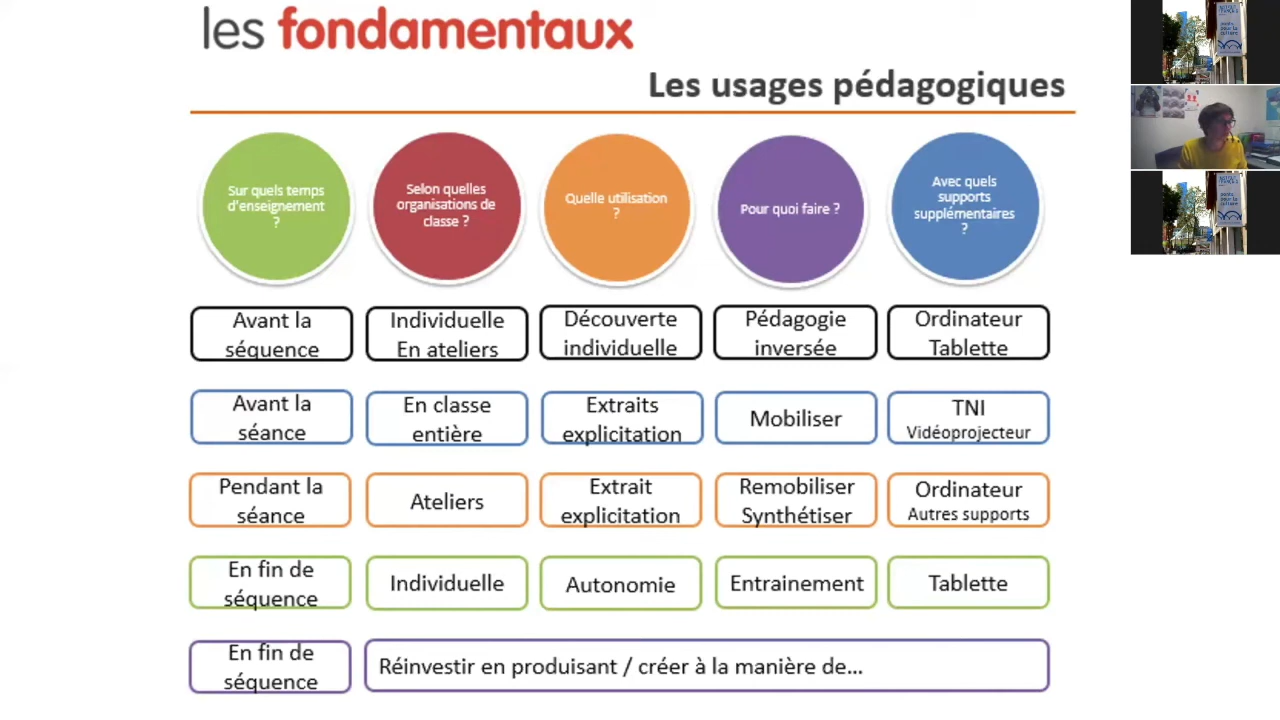 les fondamentaux
Les usages pédagogiques
Sur quels temps
d'enseignement
?
Selon quelles
organisations de
classe ?
Quelle utilisation
?
Pour quoi faire ?
Avec quels
supports
supplémentaires
?
Avant la
séquence
Individuelle
En ateliers
Découverte
individuelle
Pédagogie
inversée
Ordinateur
Tablette
Avant la
séance
En classe
entière
Extraits
explicitation
Mobiliser
TNI
Vidéoprojecteur
Pendant la
séance
Ateliers
Extrait
explicitation
Remobiliser
Synthétiser
Ordinateur
Autres supports
En fin de
séquence
Individuelle
Autonomie
Entrainement
Tablette
En fin de
séquence
Réinvestir en produisant / créer à la manière de...